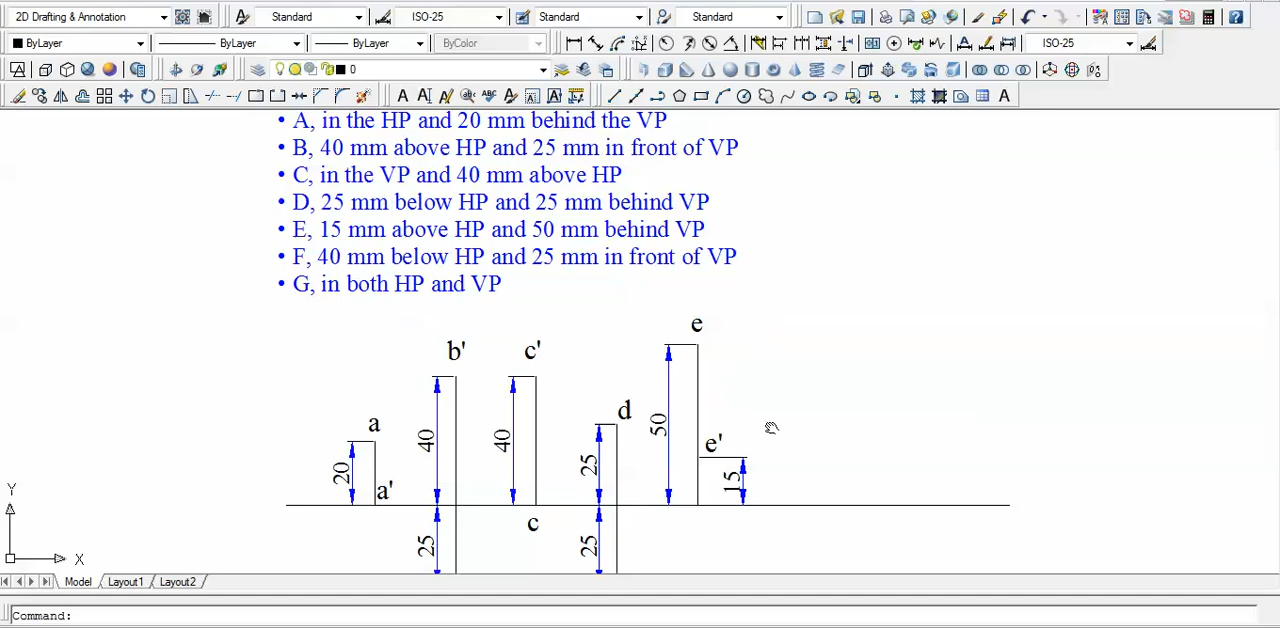 2D Drafting & Annotation Standard ISO-25 Standard Standard
ByLayer ByLayer ByLayer ByColor ISO-25
0
• A, in the HP and 20 mm behind the VP
• B, 40 mm above HP and 25 mm in front of VP
• C, in the VP and 40 mm above HP
• D, 25 mm below HP and 25 mm behind VP
• E, 15 mm above HP and 50 mm behind VP
• F, 40 mm below HP and 25 mm in front of VP
• G, in both HP and VP
e
b' c'
d
a
50
40 40
e'
25
20
15
a'
Y
c
25 25
X
Model Layout1 Layout2
Command: